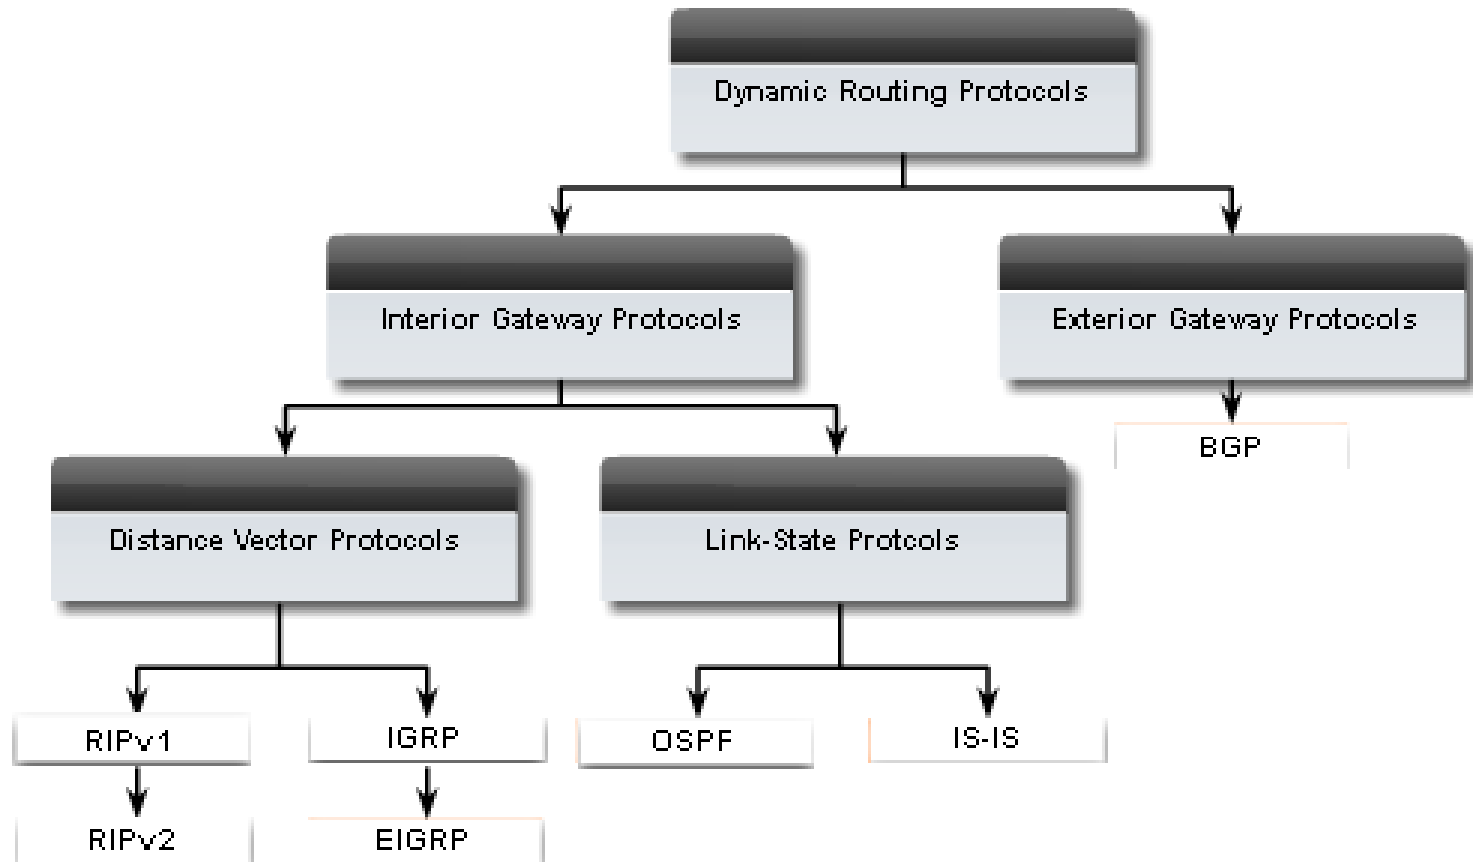 Dynamic Routing Protocols
Interior Gateway Protocols
Exterior Gateway Protocols
BGP
Distance Vector Protocols
Link-State Protcols
RIPv1
IGRP
OSPF
IS-IS
RIPv2
EIGRP